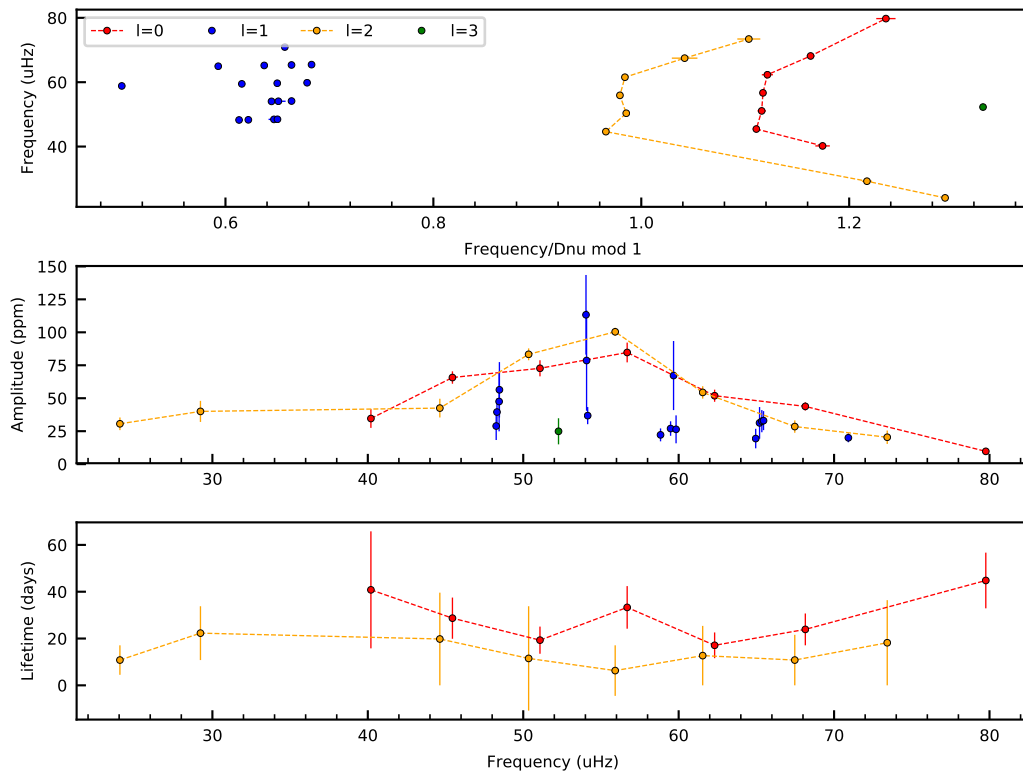 80
60
40
Frequency (uHz)
l=0 l=1 l=2 l=3
0.6 0.8 1.0 1.2
Frequency/Dnu mod 1
150
125
100
75
50
25
0
Amplitude (ppm)
30 40 50 60 70 80
60
40
20
0
Lifetime (days)
30 40 50 60 70 80
Frequency (uHz)